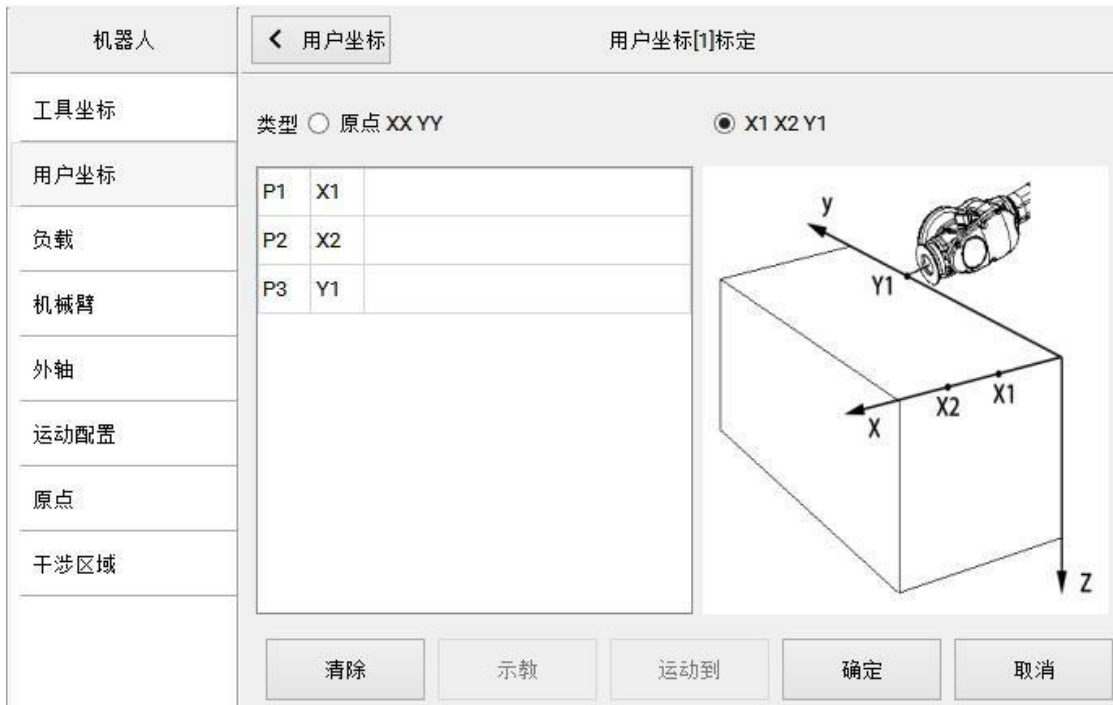 机器人
工具坐标
用户坐标
负载
机械臂
外轴
运动配置
原点
干涉区域
用户坐标
用户坐标[1]标定
类型 原点 XX YY
X1 X2 Y1
P1 X1
P2 X2
P3 Y1
y
Y1
X1
X2
X
Z
清除
示教
运动到
确定
取消